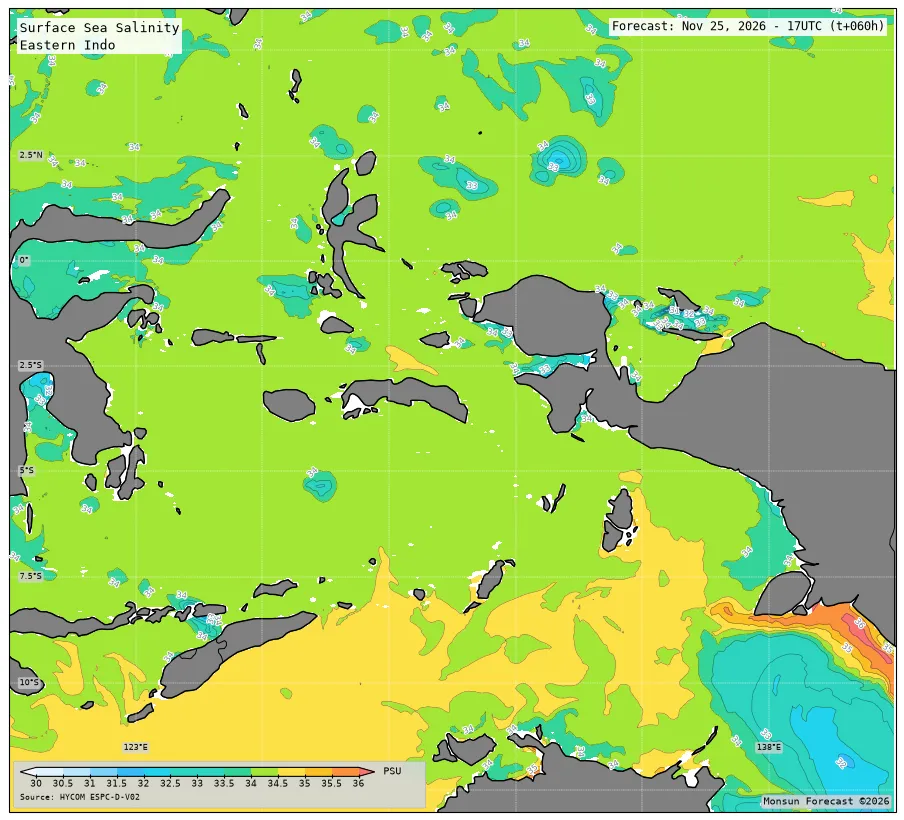 Surface Sea Salinity
Eastern Indo
Forecast: Nov 25, 2026 - 17UTC (t+060h)
2.5°N
0°
2.5°S
5°S
7.5°S
10°S
123°E
138°E
30 30.5 31 31.5 32 32.5 33 33.5 34 34.5 35 35.5 36 PSU
Source: HYCOM ESPC-D-V02
Monsun Forecast ©2026